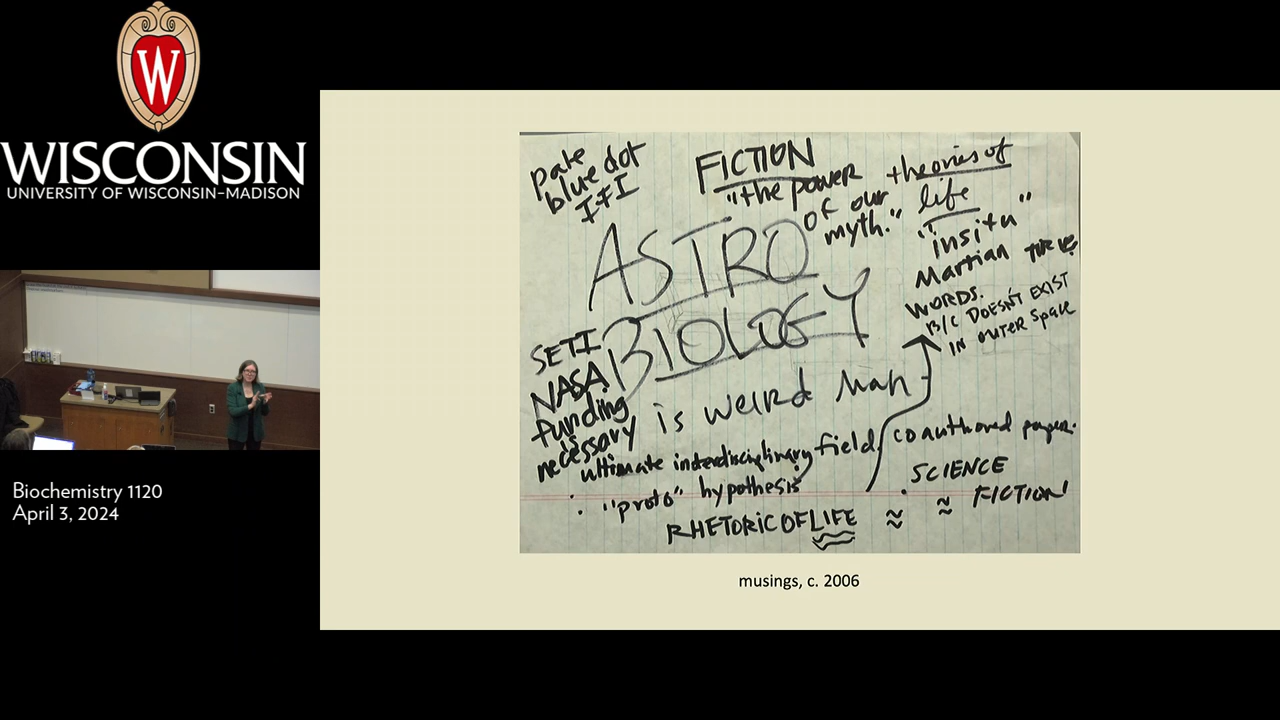 W
WISCONSIN
UNIVERSITY OF WISCONSIN–MADISON
Biochemistry 1120
April 3, 2024
pale
blue dot
FICTION
"the power
of our
myth."
theories of
life
"insitu"
Martian
WORDS.
B/C DOESN'T EXIST
IN OUTER Space
ASTRO
BIOLOGY
is weird man
SETI
NASA
funding
necessary
ultimate interdisciplinary field
coauthored paper.
"proto" hypothesis
SCIENCE
FICTION!
RHETORIC OF LIFE ≈ ≈
musings, c. 2006